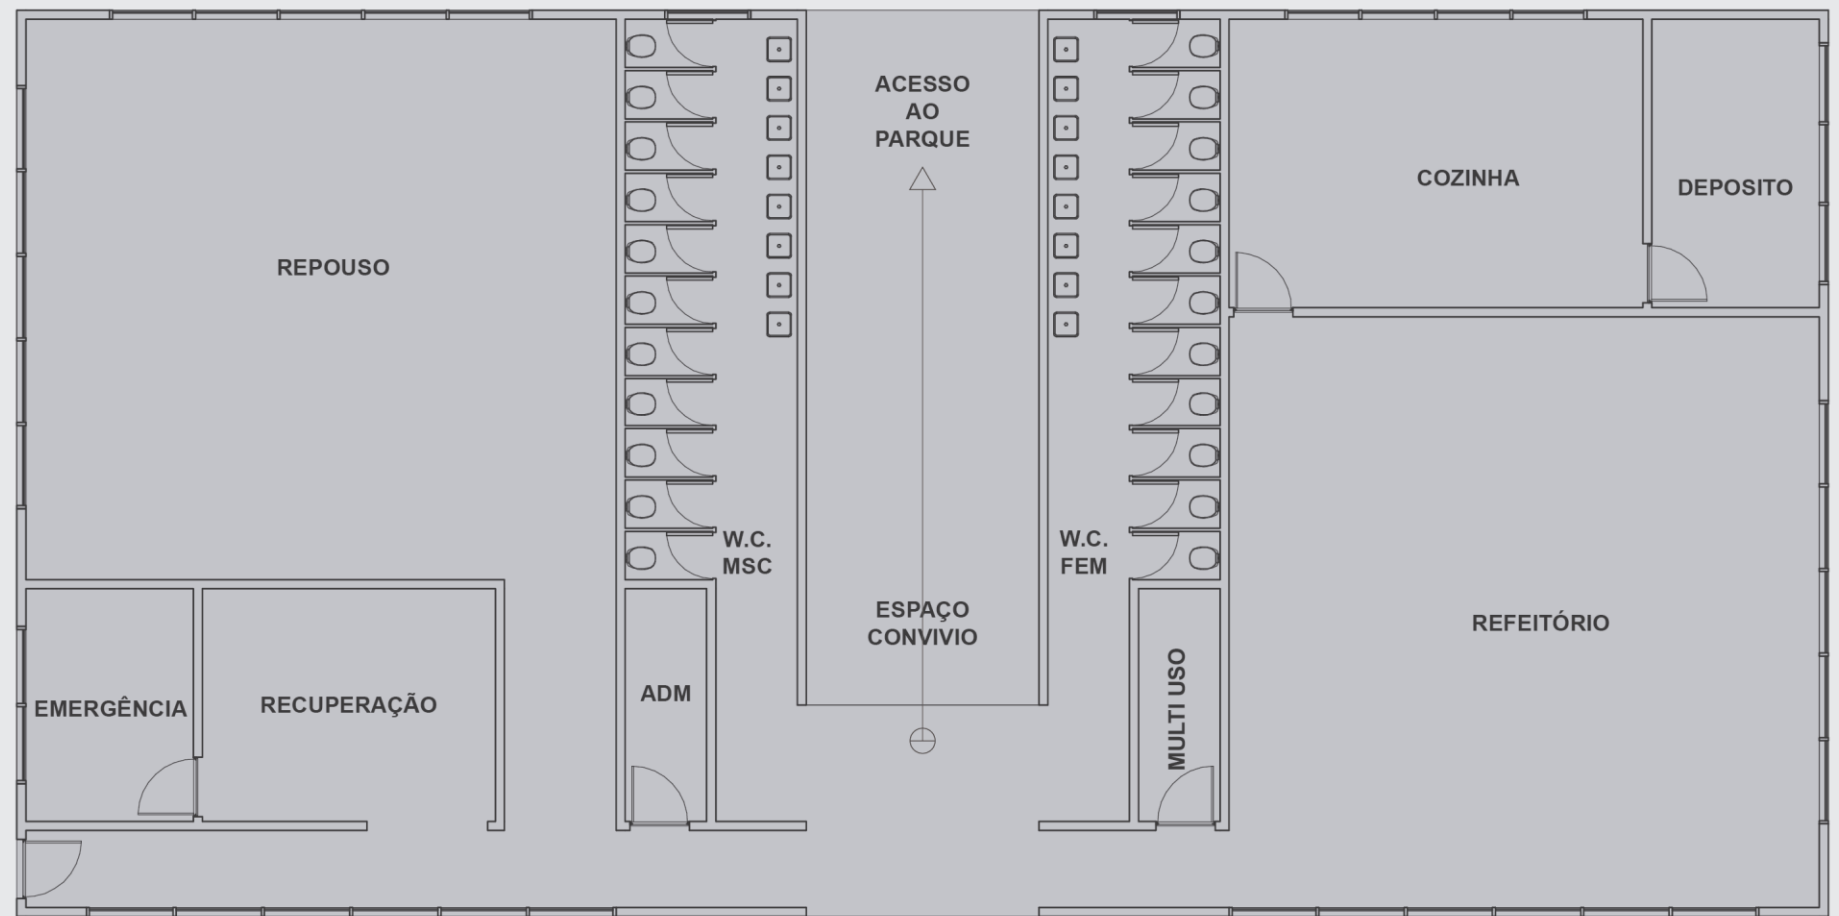 ACESSO
AO
PARQUE
COZINHA
DEPOSITO
REPOUSO
W.C.
MSC
W.C.
FEM
ESPAÇO
CONVIVIO
REFEITÓRIO
EMERGÊNCIA
RECUPERAÇÃO
ADM
MULTI USO